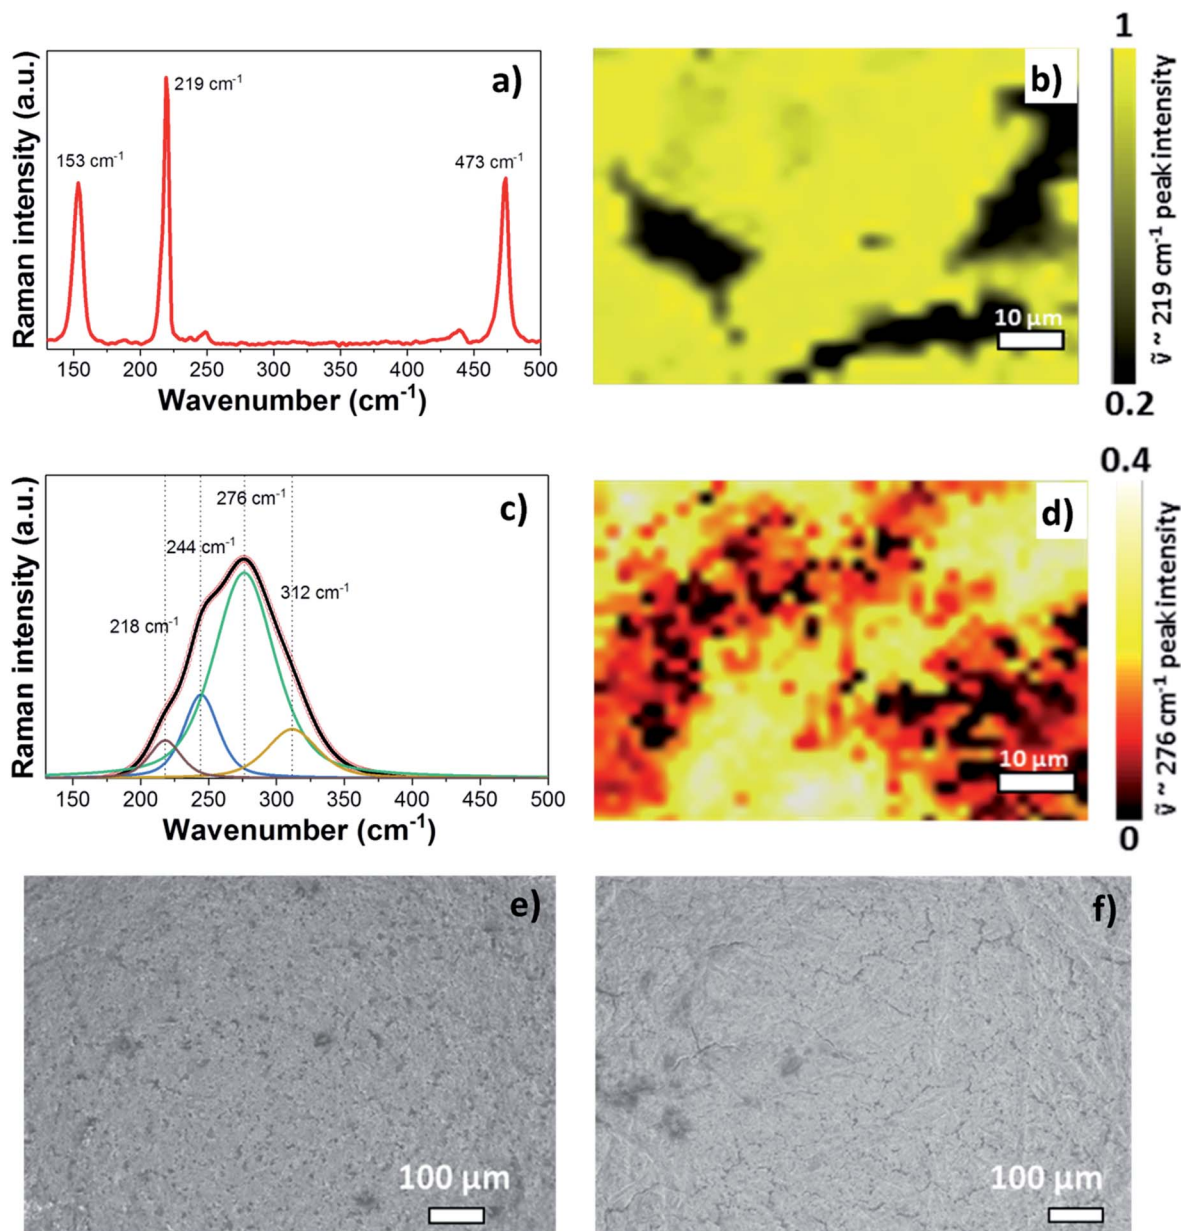 a)
219 cm-1
153 cm-1
473 cm-1
Raman intensity (a.u.)
150 200 250 300 350 400 450 500
Wavenumber (cm-1)
b)
10 µm
1
ṽ ~ 219 cm-1 peak intensity
0.2
c)
276 cm-1
244 cm-1
312 cm-1
218 cm-1
Raman intensity (a.u.)
150 200 250 300 350 400 450 500
Wavenumber (cm-1)
d)
10 µm
0.4
ṽ ~ 276 cm-1 peak intensity
0
e)
100 µm
f)
100 µm